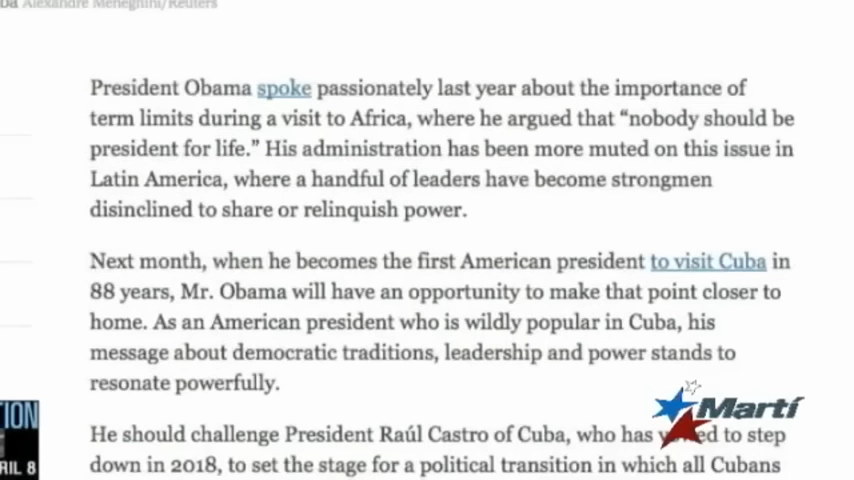 Alexandre Meneghini/Reuters
President Obama spoke passionately last year about the importance of
term limits during a visit to Africa, where he argued that “nobody should be
president for life.” His administration has been more muted on this issue in
Latin America, where a handful of leaders have become strongmen
disinclined to share or relinquish power.
Next month, when he becomes the first American president to visit Cuba in
88 years, Mr. Obama will have an opportunity to make that point closer to
home. As an American president who is wildly popular in Cuba, his
message about democratic traditions, leadership and power stands to
resonate powerfully.
TION
Martí
He should challenge President Raúl Castro of Cuba, who has to step
RIL 8
down in 2018, to set the stage for a political transition in which all Cubans